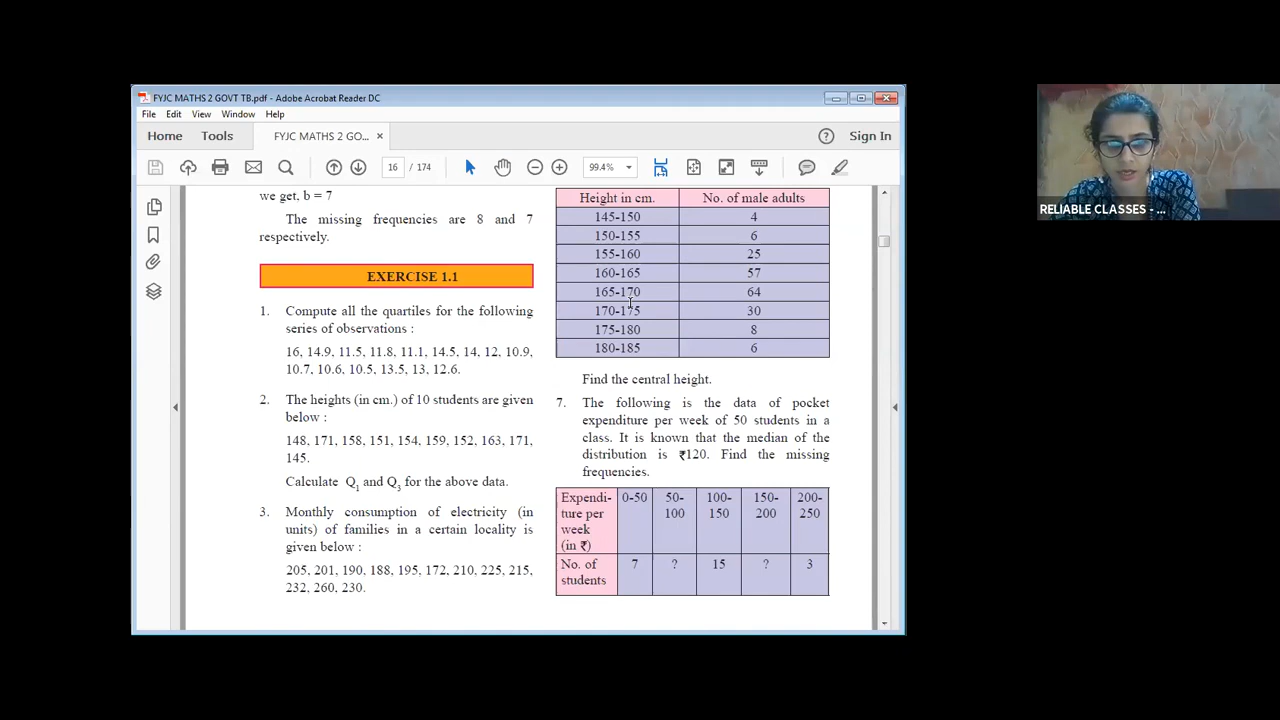 FYJC MATHS 2 GOVT TB.pdf - Adobe Acrobat Reader DC
File Edit View Window Help
Home Tools FYJC MATHS 2 GO... × Sign In
16 / 174 99.4%
we get, b = 7
The missing frequencies are 8 and 7
respectively.
EXERCISE 1.1
1. Compute all the quartiles for the following
series of observations :
16, 14.9, 11.5, 11.8, 11.1, 14.5, 14, 12, 10.9,
10.7, 10.6, 10.5, 13.5, 13, 12.6.
2. The heights (in cm.) of 10 students are given
below :
148, 171, 158, 151, 154, 159, 152, 163, 171,
145.
Calculate Q1 and Q3 for the above data.
3. Monthly consumption of electricity (in
units) of families in a certain locality is
given below :
205, 201, 190, 188, 195, 172, 210, 225, 215,
232, 260, 230.
Height in cm. No. of male adults
145-150 4
150-155 6
155-160 25
160-165 57
165-170 64
170-175 30
175-180 8
180-185 6
Find the central height.
7. The following is the data of pocket
expenditure per week of 50 students in a
class. It is known that the median of the
distribution is ₹120. Find the missing
frequencies.
Expendi- 0-50 50- 100- 150- 200-
ture per 100 150 200 250
week
(in ₹)
No. of 7 ? 15 ? 3
students
RELIABLE CLASSES - ...